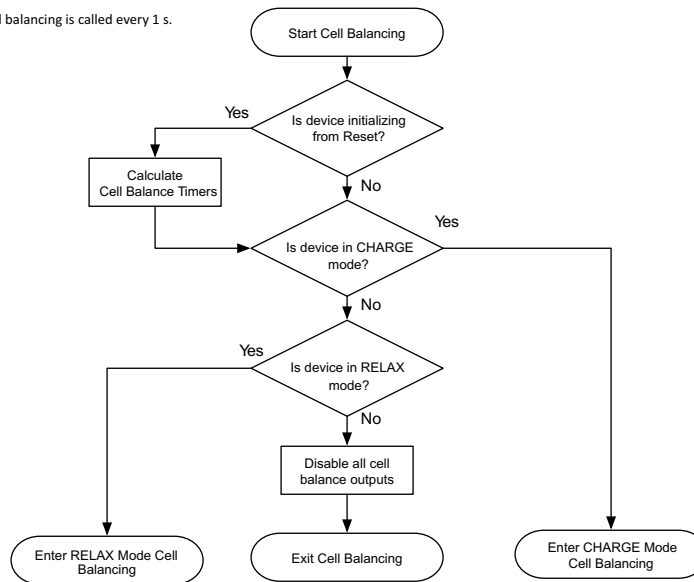 l balancing is called every 1 s.
Start Cell Balancing
Is device initializing
from Reset?
Yes
Calculate
Cell Balance Timers
No
Is device in CHARGE
mode?
Yes
No
Is device in RELAX
mode?
Yes
No
Disable all cell
balance outputs
Enter RELAX Mode Cell
Balancing
Exit Cell Balancing
Enter CHARGE Mode
Cell Balancing